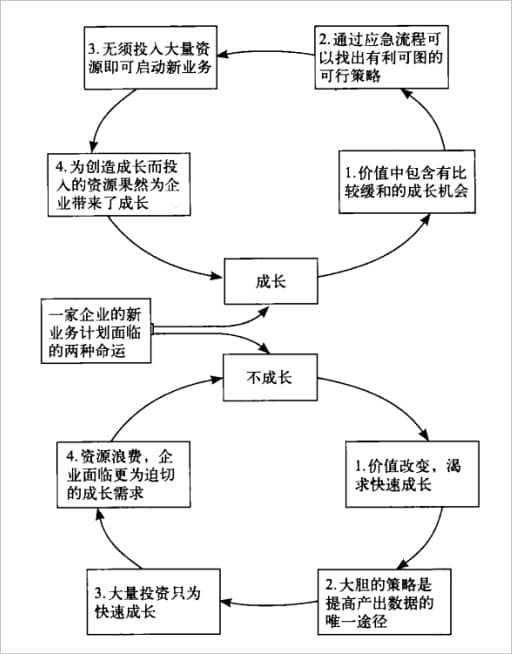 3.无须投入大量资
源即可启动新业务
2.通过应急流程可
以找出有利可图的
可行策略
4.为创造成长而投
入的资源果然为企
业带来了成长
1.价值中包含有比
较缓和的成长机会
成长
一家企业的新
业务计划面临
的两种命运
不成长
4.资源浪费，企
业面临更为迫切
的成长需求
1.价值改变，渴
求快速成长
3.大量投资只为
快速成长
2.大胆的策略是
提高产出数据的
唯一途径